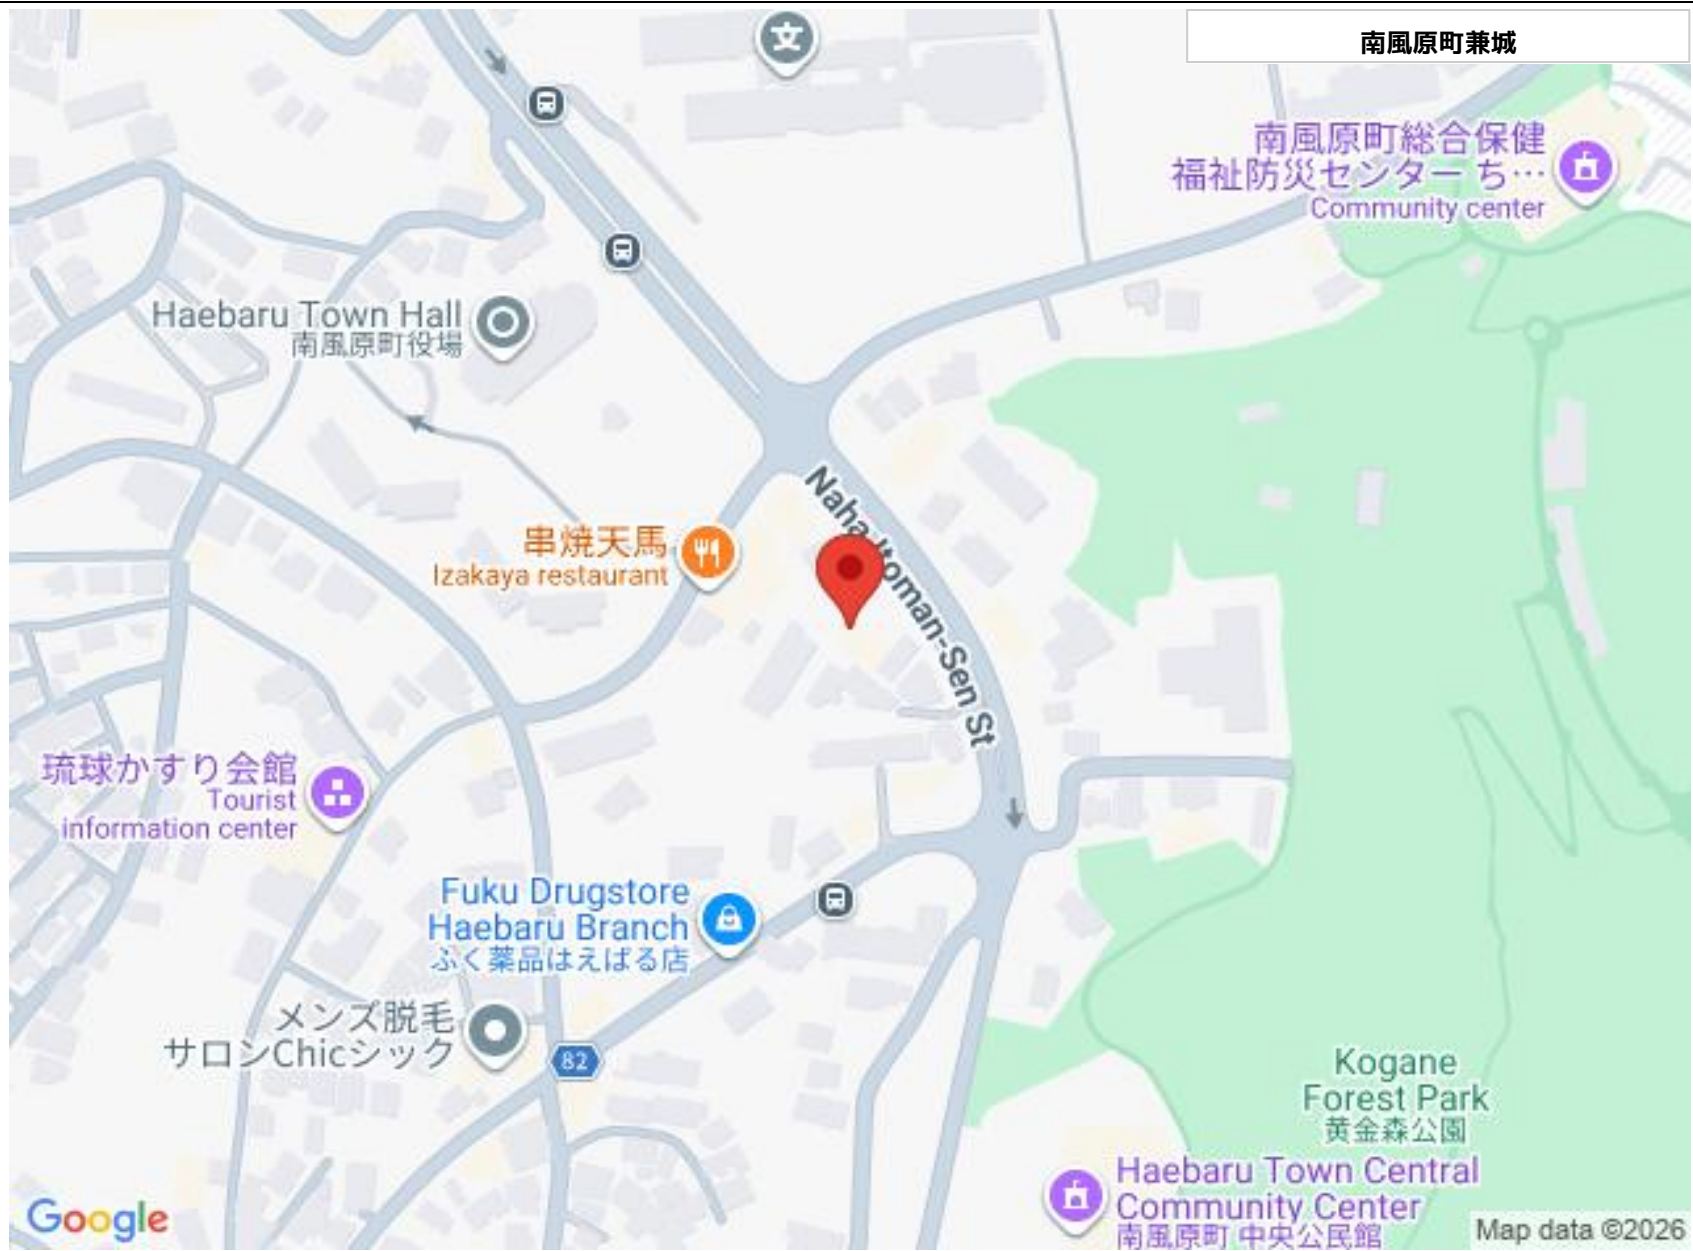 南風原町兼城
文
南風原町総合保健
福祉防災センター ち…
Community center
Haebaru Town Hall
南風原町役場
Naha-Itoman-Sen St
串焼天馬
Izakaya restaurant
琉球かすり会館
Tourist
information center
Fuku Drugstore
Haebaru Branch
ふく薬品はえばる店
メンズ脱毛
サロンChicシック
82
Kogane
Forest Park
黄金森公園
Haebaru Town Central
Community Center
南風原町 中央公民館
Google
Map data ©2026